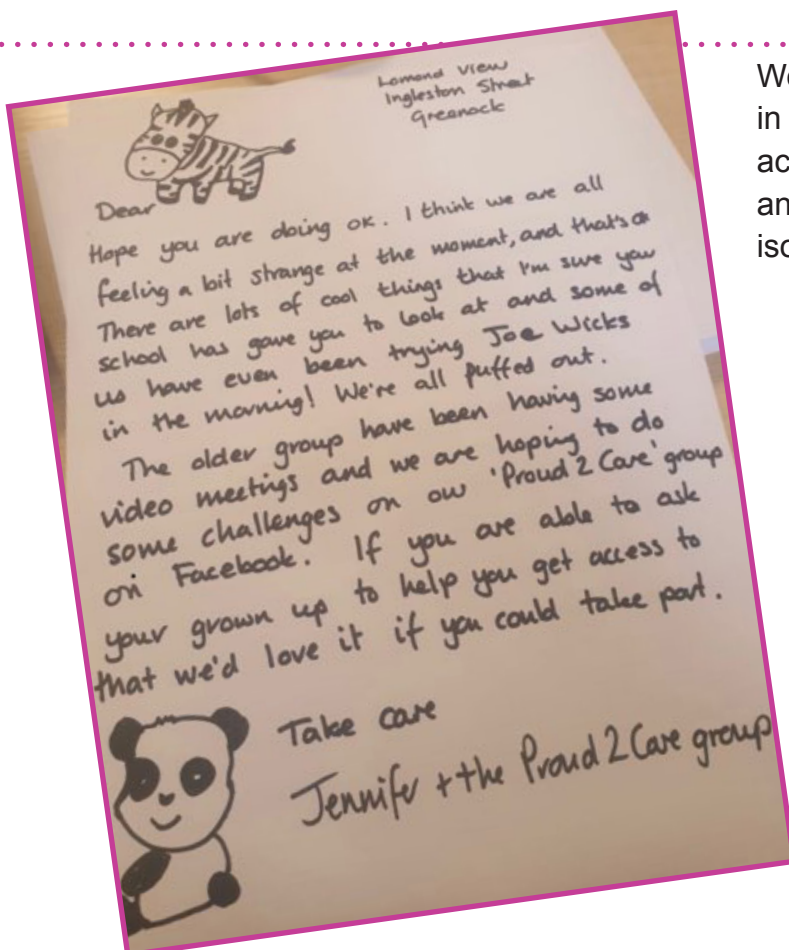 Lomond View
Ingleston Street
Greenock
Dear
Hope you are doing ok. I think we are all
feeling a bit strange at the moment, and that's ok
There are lots of cool things that I'm sure your
school has gave you to look at and some of
us have even been trying Joe Wicks
in the morning! We're all puffed out.
The older group have been having some
video meetings and we are hoping to do
some challenges on our 'Proud 2 Care' group
on Facebook. If you are able to ask
your grown up to help you get access to
that we'd love it if you could take part.
Take care
Jennifer + the Proud 2 Care group
in